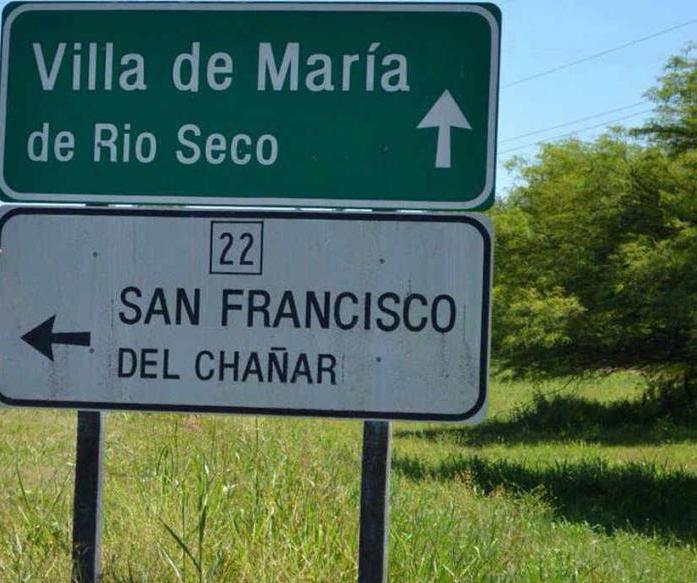 Villa de María
de Rio Seco
22
SAN FRANCISCO
DEL CHAÑAR